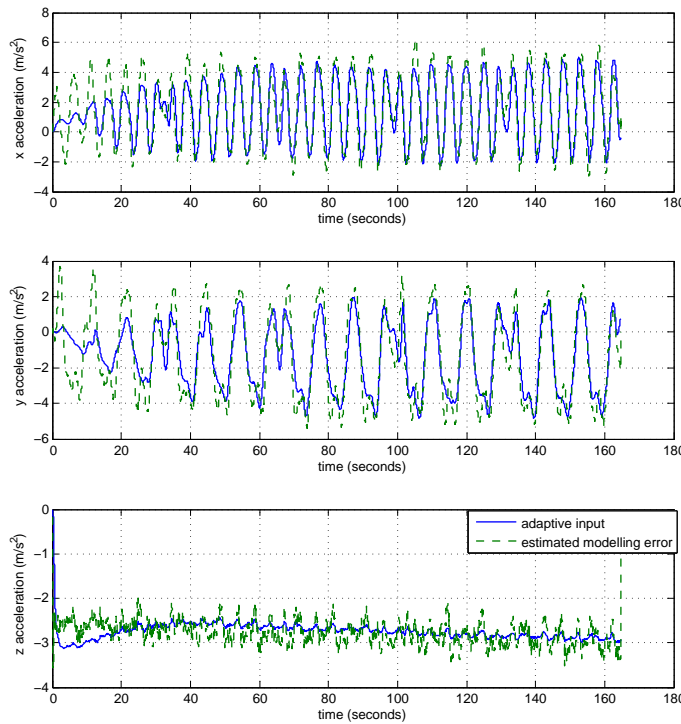 8
6
4
2
0
−2
−4
0 20 40 60 80 100 120 140 160 180
x acceleration (m/s²)
time (seconds)
4
2
0
−2
−4
−6
0 20 40 60 80 100 120 140 160 180
y acceleration (m/s²)
time (seconds)
0
−1
−2
−3
−4
0 20 40 60 80 100 120 140 160 180
z acceleration (m/s²)
time (seconds)
adaptive input
estimated modelling error